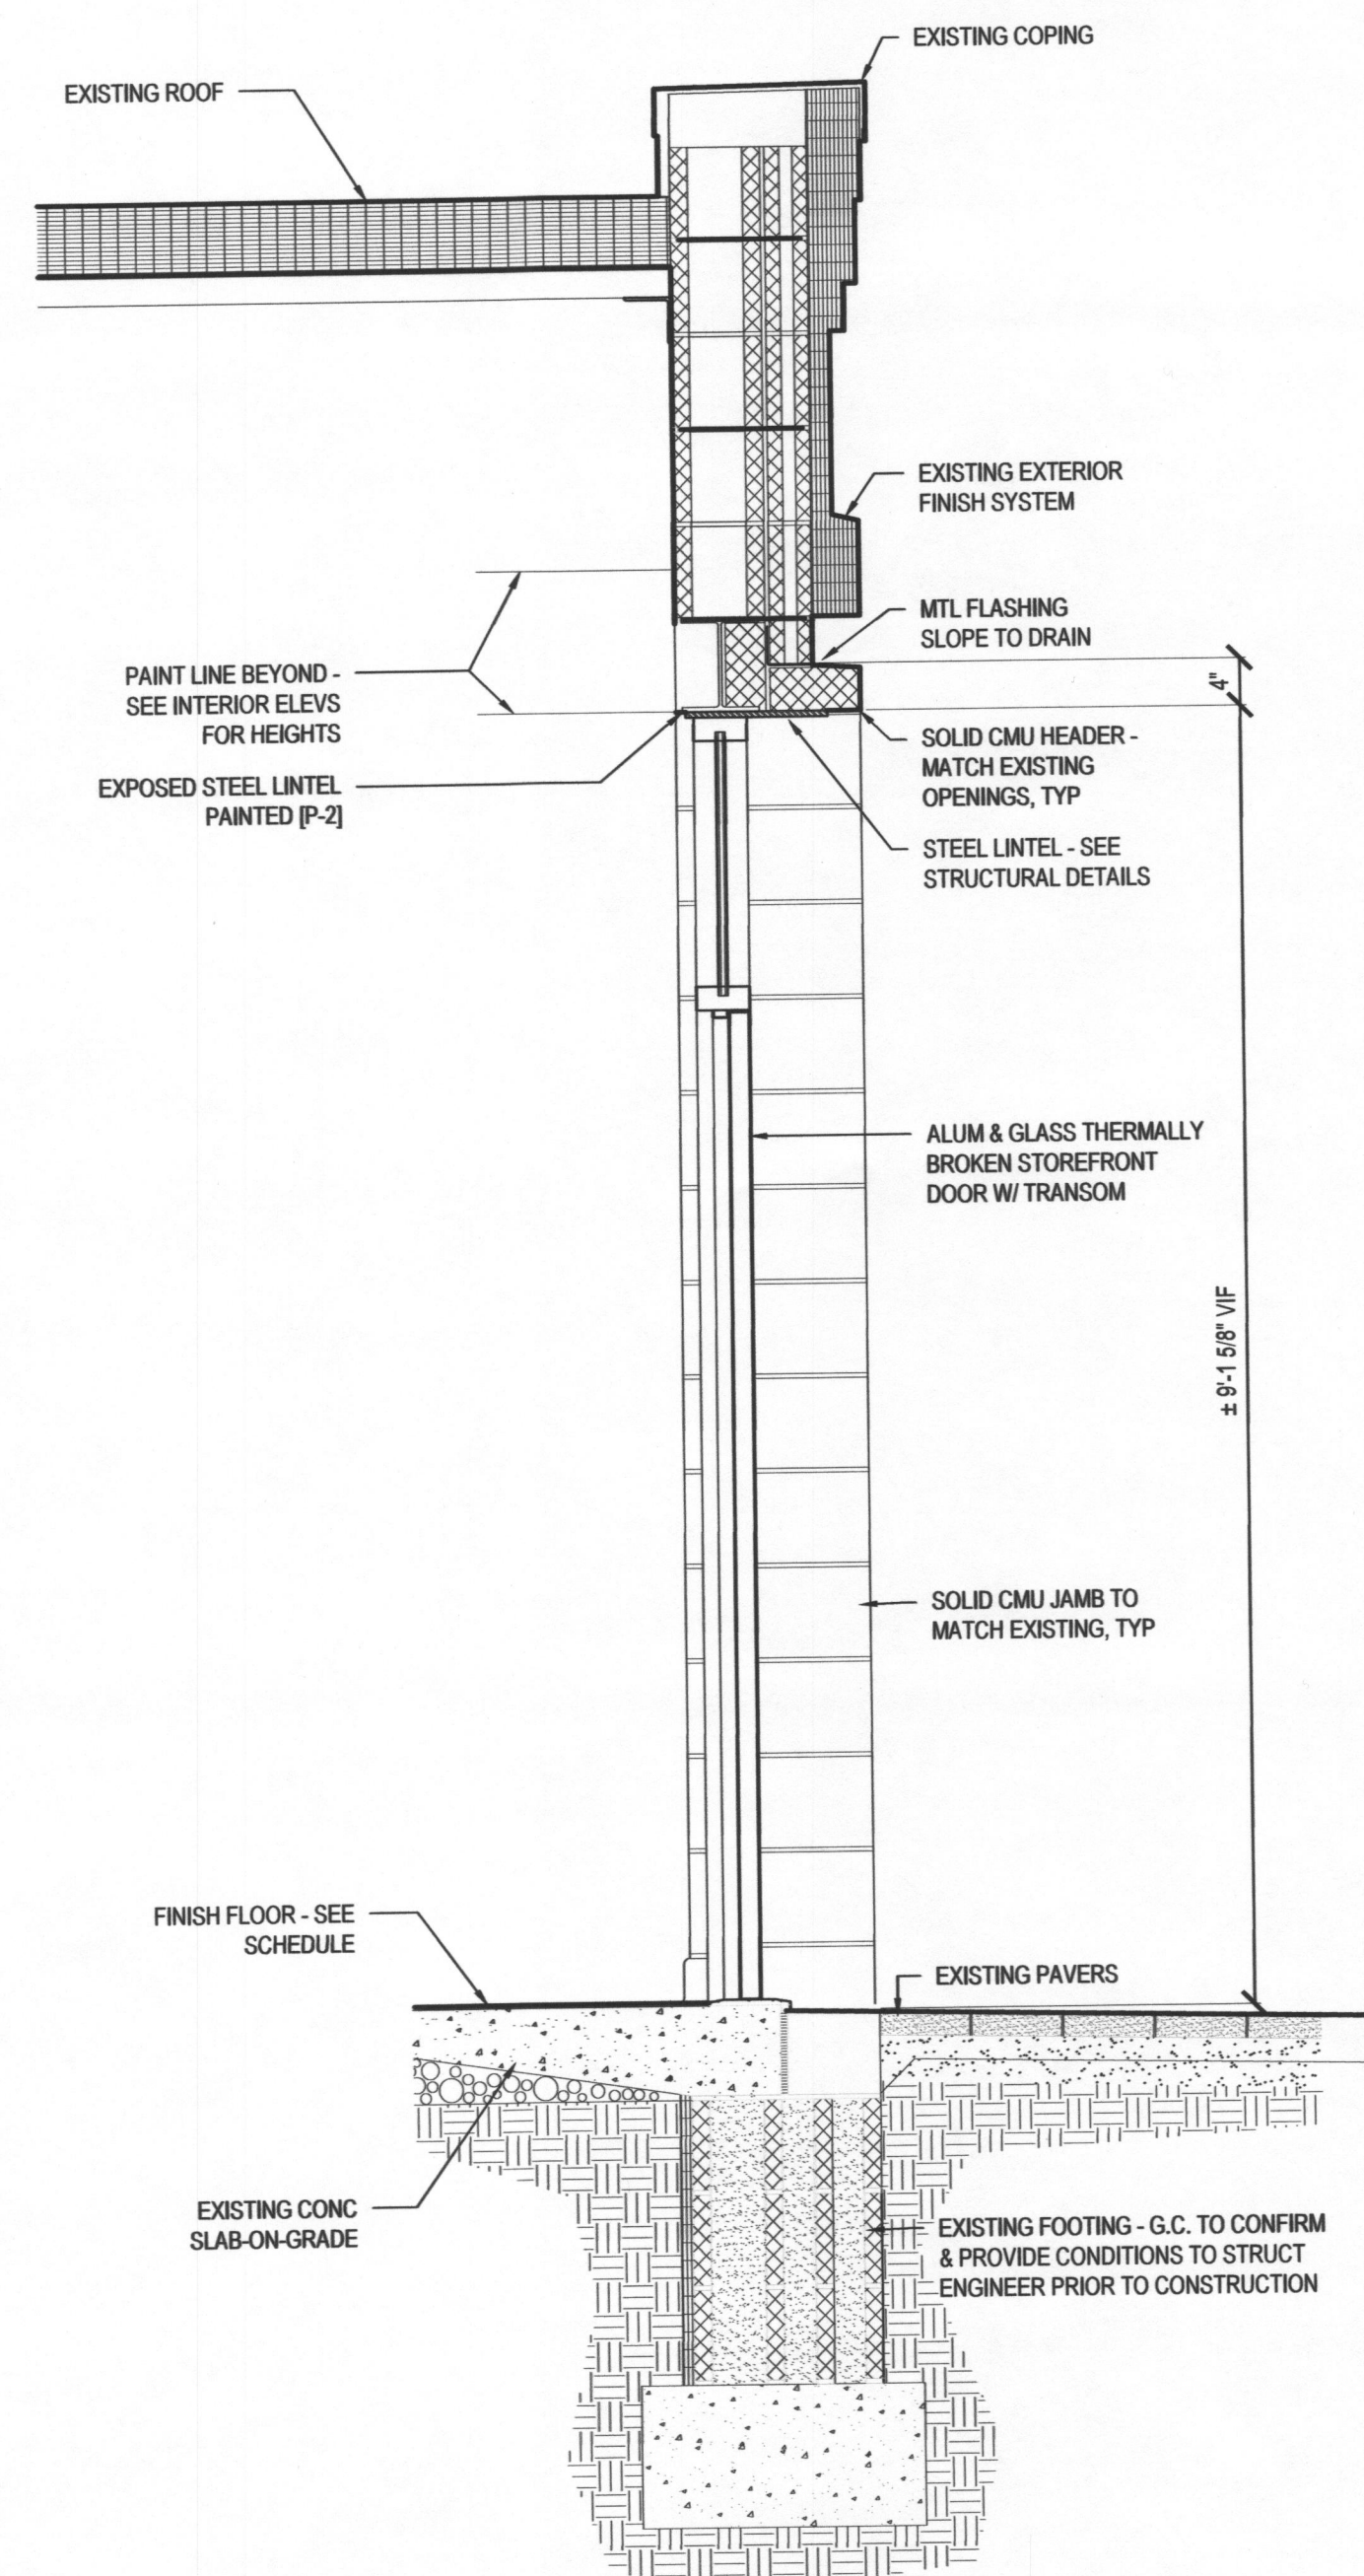 EXISTING COPING
EXISTING ROOF
EXISTING EXTERIOR
FINISH SYSTEM
MTL FLASHING
SLOPE TO DRAIN
4"
PAINT LINE BEYOND -
SEE INTERIOR ELEVS
FOR HEIGHTS
SOLID CMU HEADER -
MATCH EXISTING
OPENINGS, TYP
EXPOSED STEEL LINTEL
PAINTED [P-2]
STEEL LINTEL - SEE
STRUCTURAL DETAILS
ALUM & GLASS THERMALLY
BROKEN STOREFRONT
DOOR W/ TRANSOM
± 9'-1 5/8" VIF
SOLID CMU JAMB TO
MATCH EXISTING, TYP
FINISH FLOOR - SEE
SCHEDULE
EXISTING PAVERS
EXISTING CONC
SLAB-ON-GRADE
EXISTING FOOTING - G.C. TO CONFIRM
& PROVIDE CONDITIONS TO STRUCT
ENGINEER PRIOR TO CONSTRUCTION